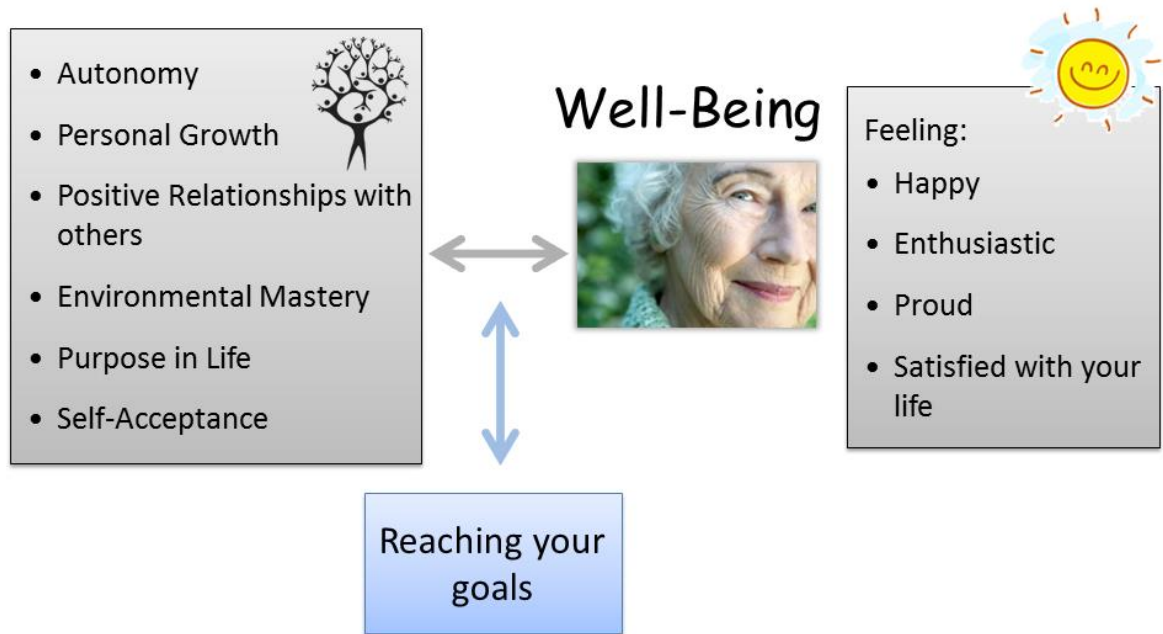 • Autonomy
• Personal Growth
• Positive Relationships with
others
• Environmental Mastery
• Purpose in Life
• Self-Acceptance
Well-Being
Feeling:
• Happy
• Enthusiastic
• Proud
• Satisfied with your
life
Reaching your
goals